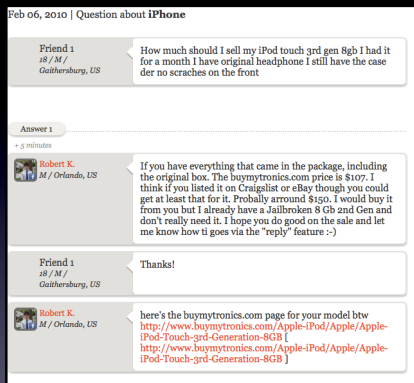 Feb 06, 2010 | Question about iPhone
Friend 1
18 / M /
Gaithersburg, US
How much should I sell my iPod touch 3rd gen 8gb I had it
for a month I have original headphone I still have the case
der no scraches on the front
Answer 1
+ 5 minutes
Robert K.
M / Orlando, US
If you have everything that came in the package, including
the original box. The buymytronics.com price is $107. I
think if you listed it on Craigslist or eBay though you could
get at least that for it. Probally arround $150. I would buy it
from you but I already have a Jailbroken 8 Gb 2nd Gen and
don't really need it. I hope you do good on the sale and let
me know how ti goes via the "reply" feature :-)
Friend 1
18 / M /
Gaithersburg, US
Thanks!
Robert K.
M / Orlando, US
here's the buymytronics.com page for your model btw
http://www.buymytronics.com/Apple-iPod/Apple/Apple-
iPod-Touch-3rd-Generation-8GB [
http://www.buymytronics.com/Apple-iPod/Apple/Apple-
iPod-Touch-3rd-Generation-8GB ]